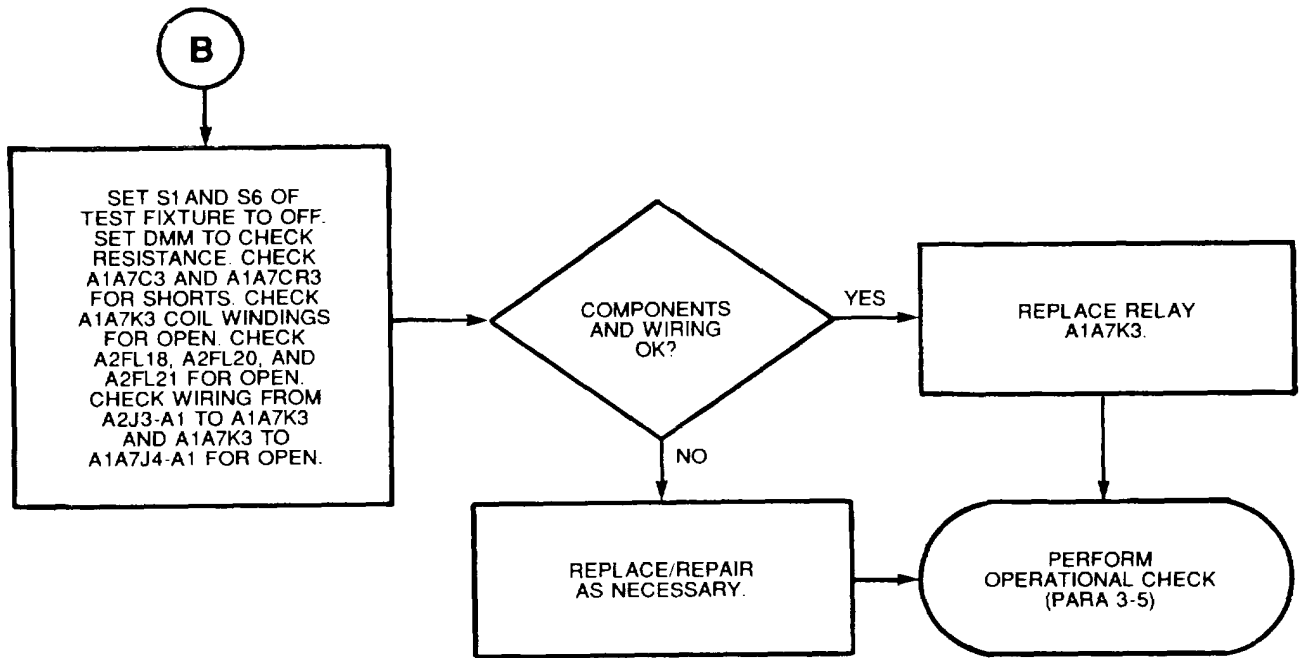 B
SET S1 AND S6 OF
TEST FIXTURE TO OFF.
SET DMM TO CHECK
RESISTANCE. CHECK
A1A7C3 AND A1A7CR3
FOR SHORTS. CHECK
A1A7K3 COIL WINDINGS
FOR OPEN. CHECK
A2FL18, A2FL20, AND
A2FL21 FOR OPEN.
CHECK WIRING FROM
A2J3-A1 TO A1A7K3
AND A1A7K3 TO
A1A7J4-A1 FOR OPEN.
COMPONENTS
AND WIRING
OK?
YES
REPLACE RELAY
A1A7K3.
NO
REPLACE/REPAIR
AS NECESSARY.
PERFORM
OPERATIONAL CHECK
(PARA 3-5)